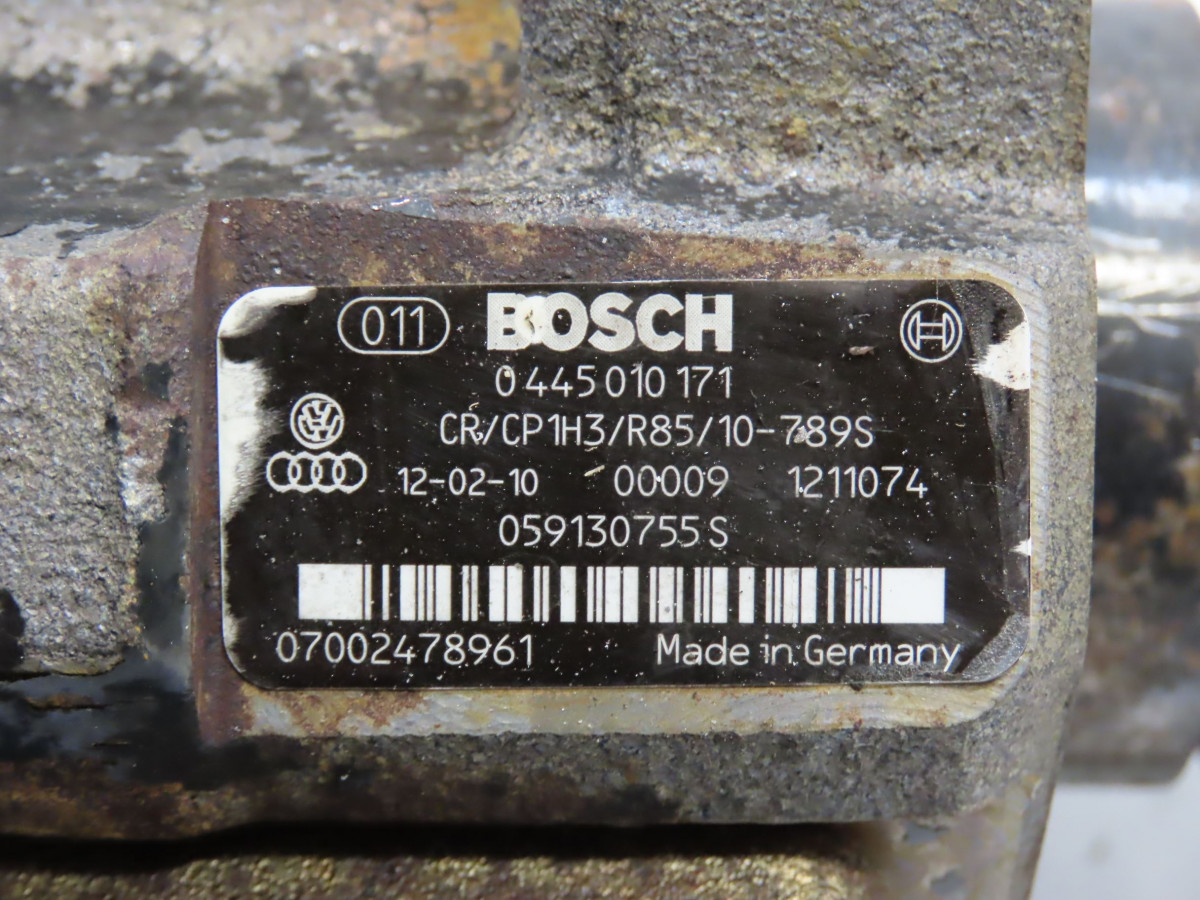 011 BOSCH
0 445 010 171
CR/CP1H3/R85/10-789S
12-02-10 00009 1211074
059130755S
07002478961 Made in Germany